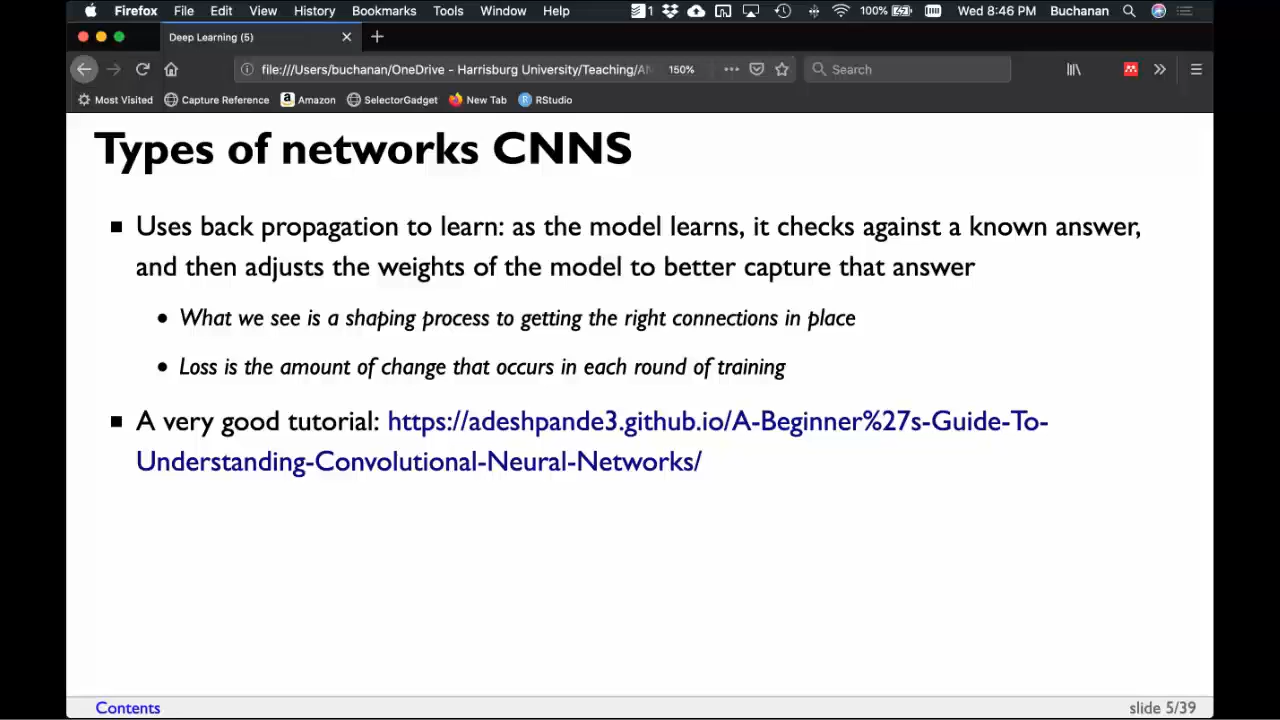 Firefox File Edit View History Bookmarks Tools Window Help 1 100% Wed 8:46 PM Buchanan
Deep Learning (5)
file:///Users/buchanan/OneDrive - Harrisburg University/Teaching/AN 150% Search
Most Visited Capture Reference Amazon SelectorGadget New Tab RStudio
Types of networks CNNS
Uses back propagation to learn: as the model learns, it checks against a known answer,
and then adjusts the weights of the model to better capture that answer
What we see is a shaping process to getting the right connections in place
Loss is the amount of change that occurs in each round of training
A very good tutorial: https://adeshpande3.github.io/A-Beginner%27s-Guide-To-
Understanding-Convolutional-Neural-Networks/
Contents slide 5/39